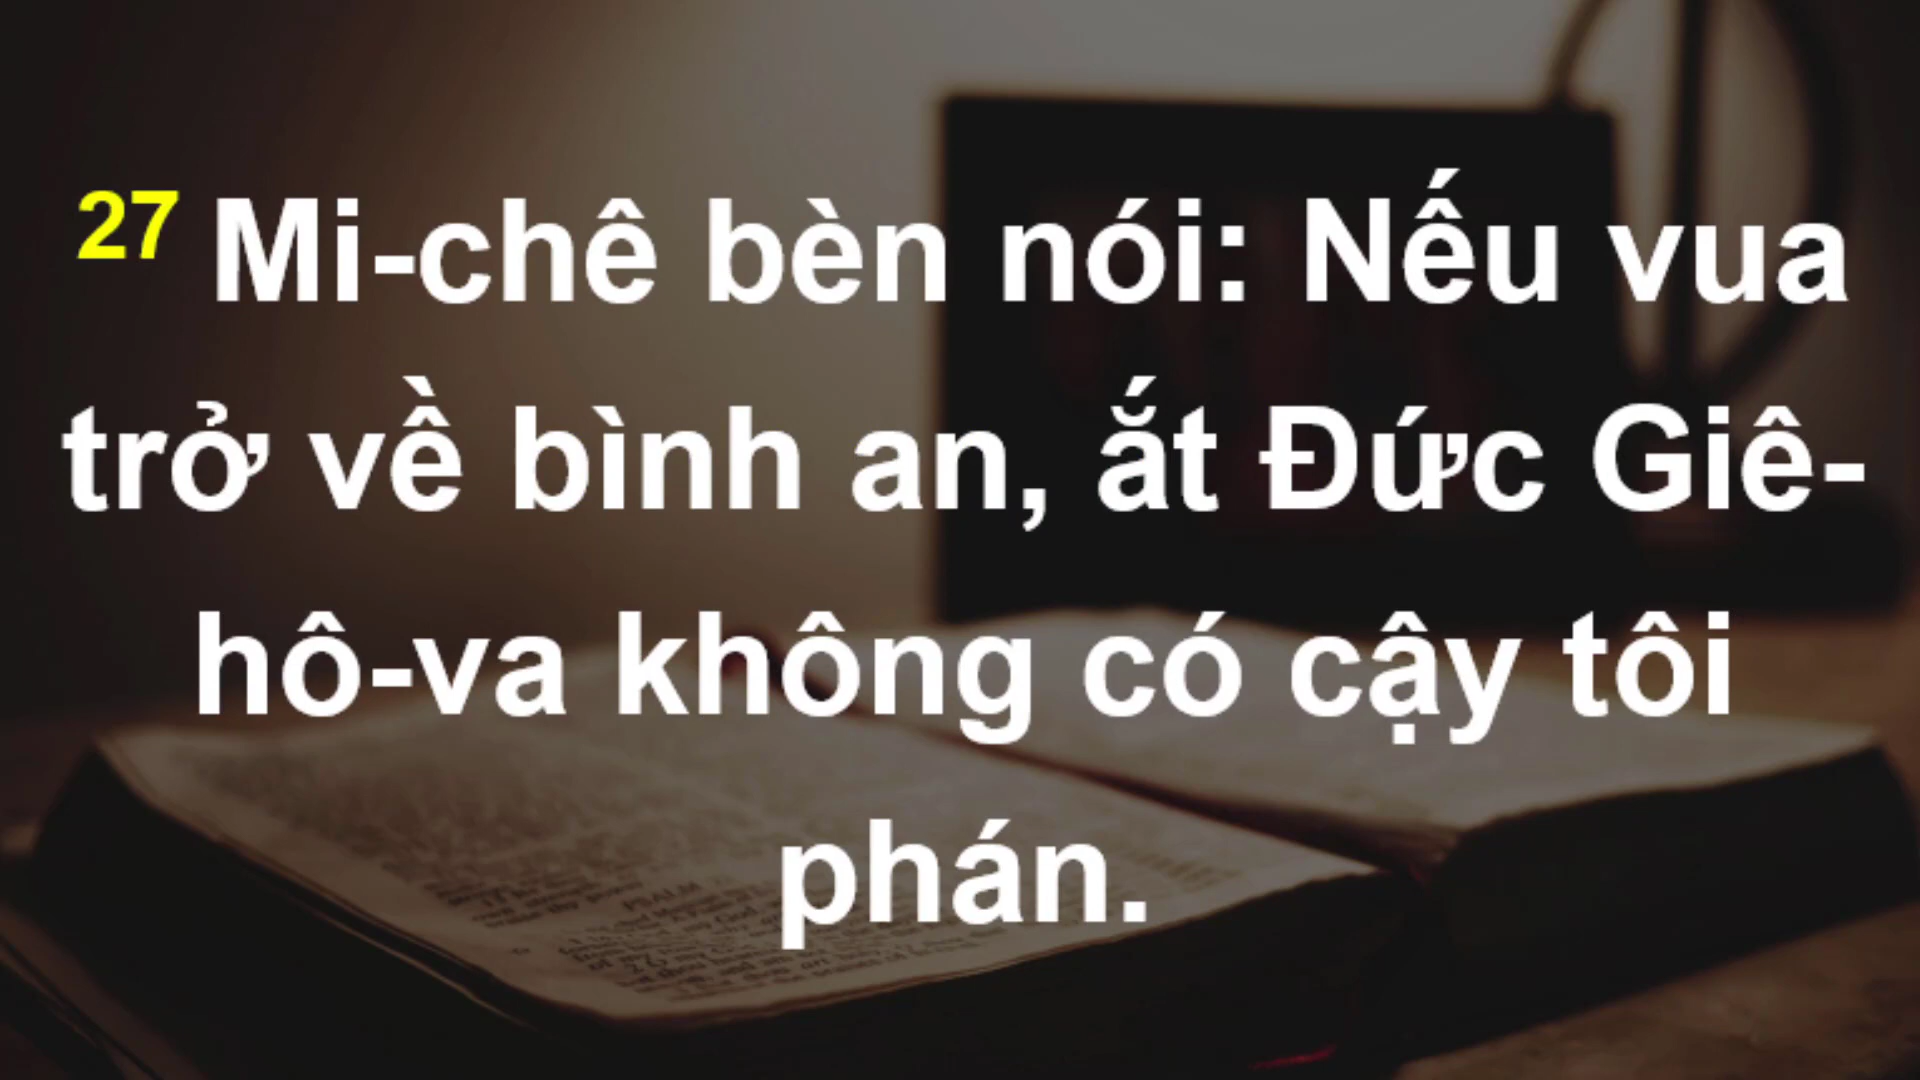 27 Mi-chê bèn nói: Nếu vua
trở về bình an, ắt Đức Giê-
hô-va không có cậy tôi
phán.